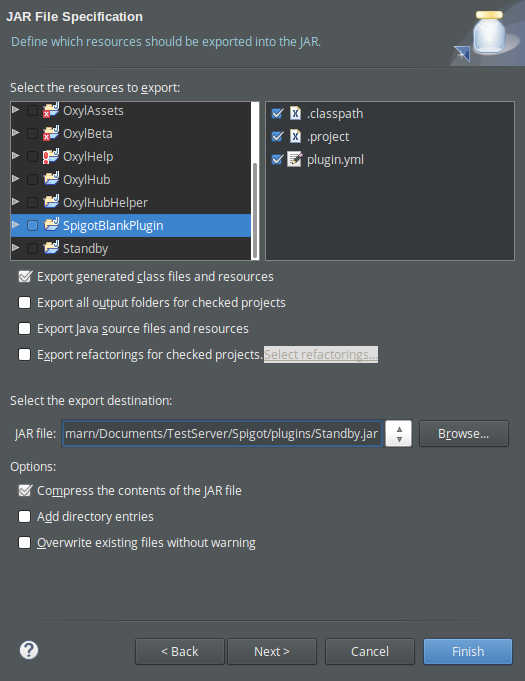 JAR File Specification
Define which resources should be exported into the JAR.
Select the resources to export:
OxylAssets
OxylBeta
OxylHelp
OxylHub
OxylHubHelper
SpigotBlankPlugin
Standby
.classpath
.project
plugin.yml
Export generated class files and resources
Export all output folders for checked projects
Export Java source files and resources
Export refactorings for checked projects. Select refactorings...
Select the export destination:
JAR file: marn/Documents/TestServer/Spigot/plugins/Standby.jar Browse...
Options:
Compress the contents of the JAR file
Add directory entries
Overwrite existing files without warning
? < Back Next > Cancel Finish